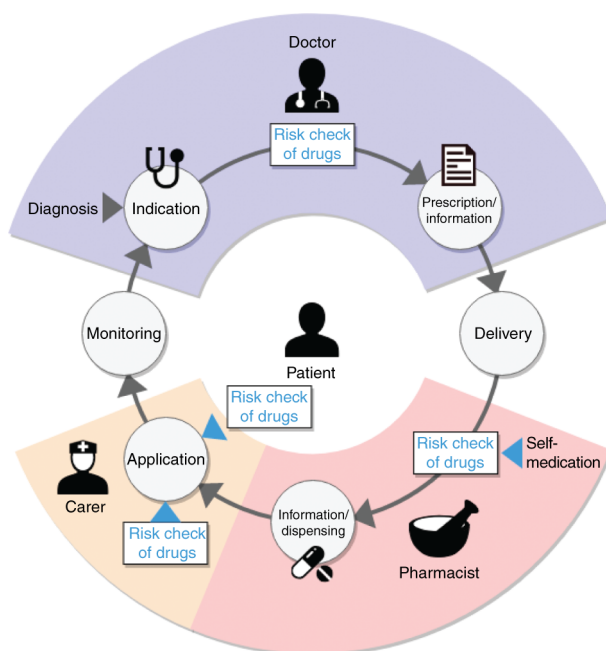 Doctor
Risk check
of drugs
Diagnosis
Indication
Prescription/
information
Monitoring
Delivery
Patient
Risk check
of drugs
Application
Risk check
of drugs
Self-
medication
Carer
Information/
dispensing
Risk check
of drugs
Pharmacist